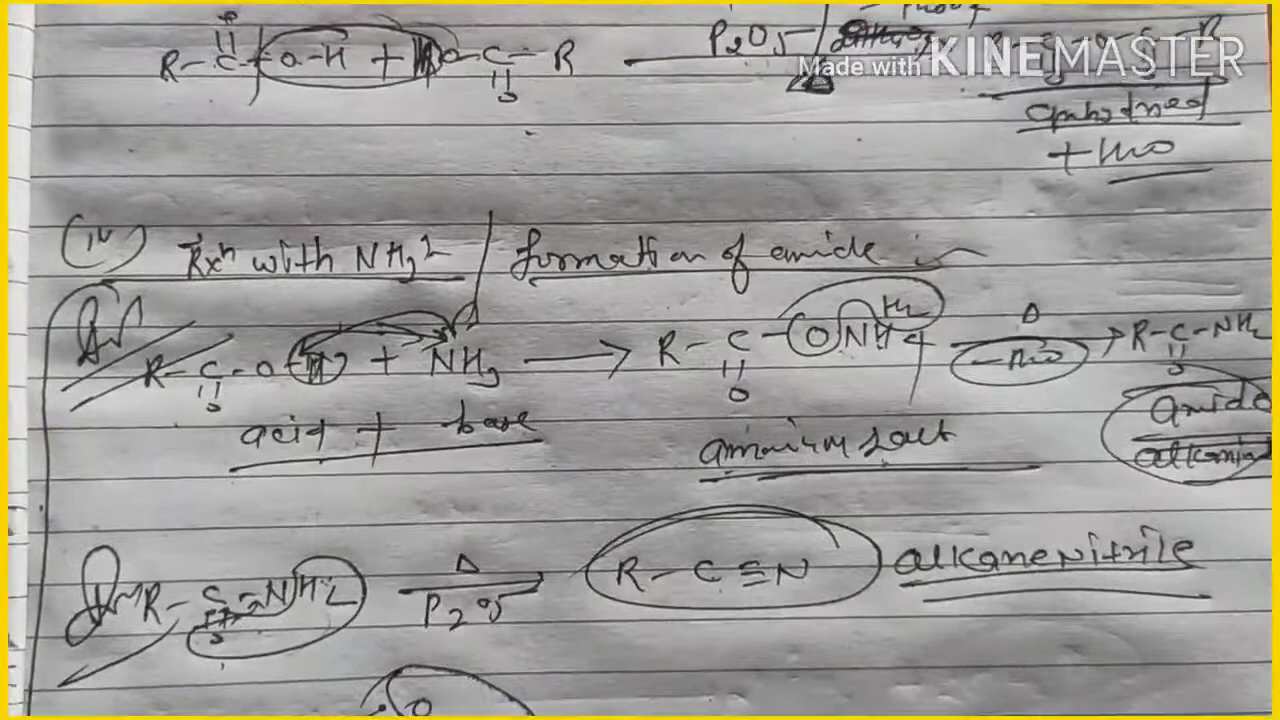 R-C-O-H + HO-C-R P2O5
Made with KINEMASTER
+ H2O
(iv) Rxn with NH3 / formation of amide
R-C-O-H + NH3 → R-C-ONH4 Δ -H2O → R-C-NH2
O O O
acid + base ammonium salt amide
R-C≡NH2 Δ P2O5 R-C≡N alkanenitrile
O